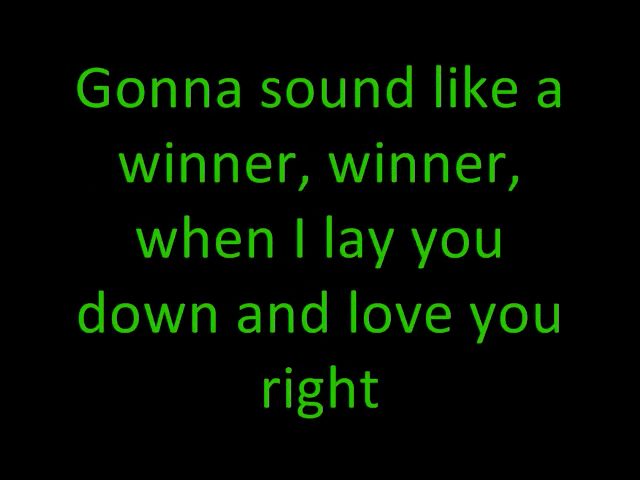 Gonna sound like a
winner, winner,
when I lay you
down and love you
right